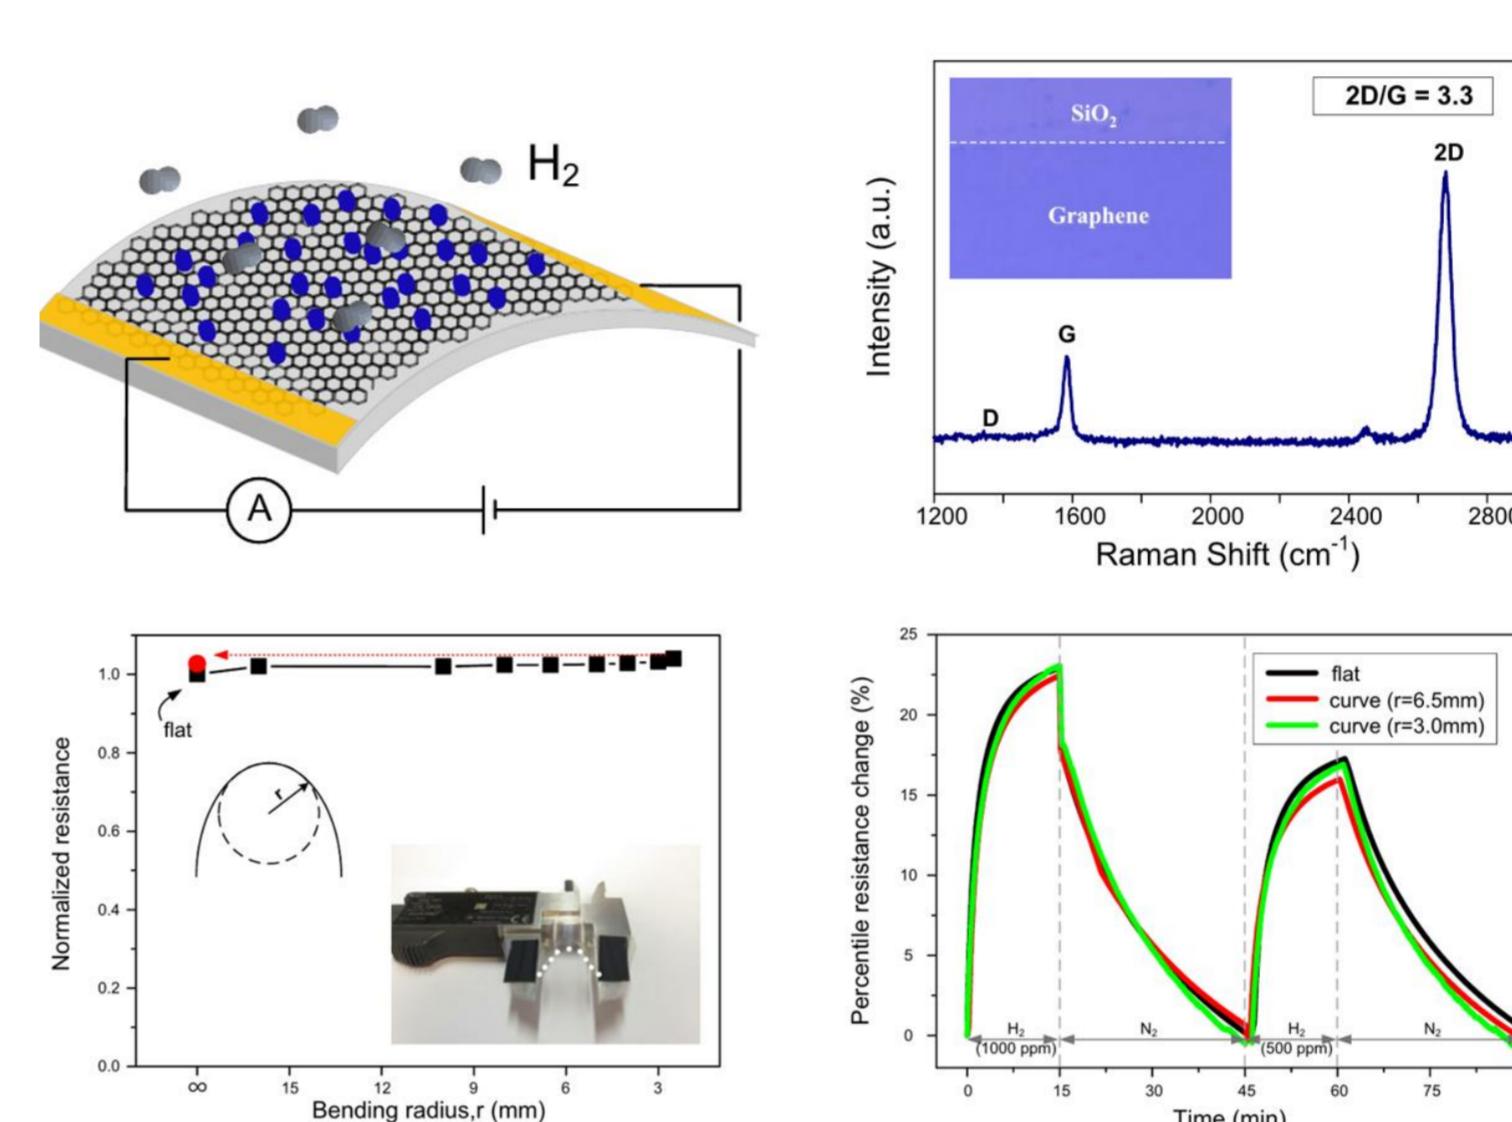 H₂
A
2D/G = 3.3
SiO₂
Graphene
2D
G
D
Intensity (a.u.)
1200 1600 2000 2400 2800
Raman Shift (cm⁻¹)
1.0
0.8
0.6
0.4
0.2
0.0
flat
r
Normalized resistance
∞ 15 12 9 6 3
Bending radius,r (mm)
25
20
15
10
5
0
Percentile resistance change (%)
flat
curve (r=6.5mm)
curve (r=3.0mm)
H₂ N₂ H₂ N₂
(1000 ppm) (500 ppm)
0 15 30 45 60 75
Time (min)